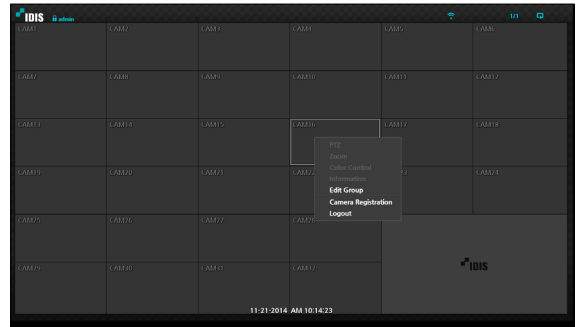 IDIS admin 1/1
CAM1 CAM2 CAM3 CAM4 CAM5 CAM6
CAM7 CAM8 CAM9 CAM10 CAM11 CAM12
CAM13 CAM14 CAM15 CAM16 CAM17 CAM18
PTZ
Zoom
Color Control
CAM19 CAM20 CAM21 CAM22 CAM24
Information
Edit Group
Camera Registration
Logout
CAM25 CAM26 CAM27 CAM28
IDIS
CAM29 CAM30 CAM31 CAM32
11-21-2014 AM 10:14:23